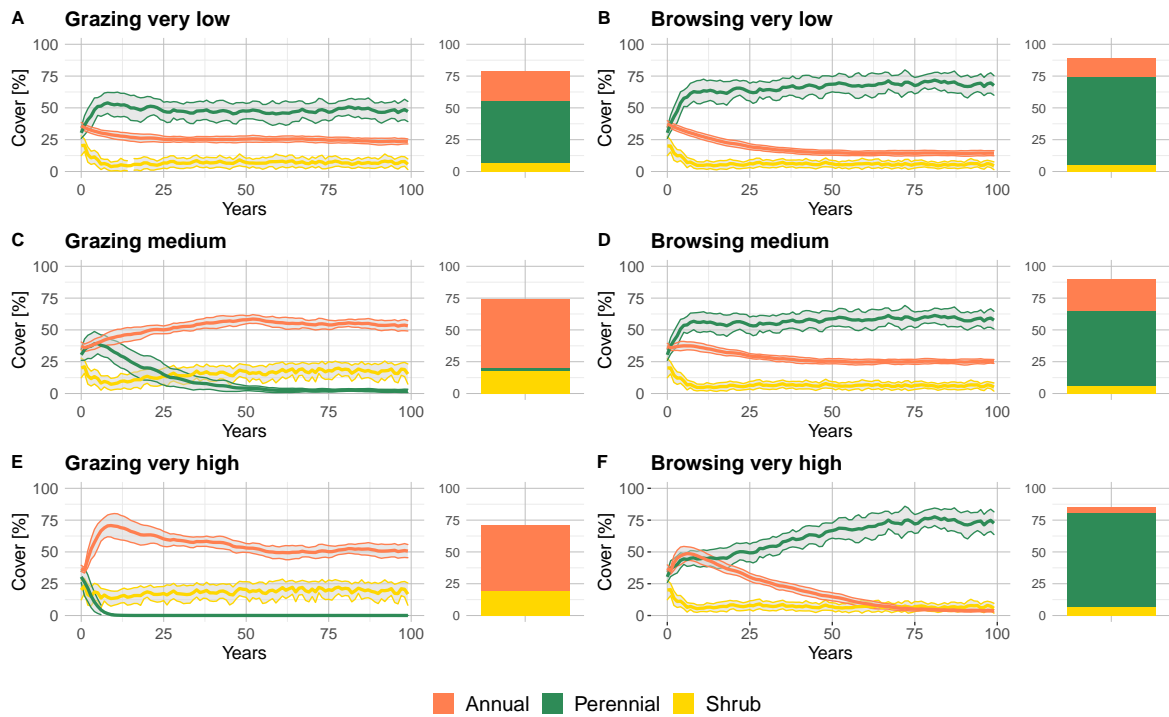 A Grazing very low
100
75
50
25
0
Cover [%]
0 25 50 75 100
Years
100
75
50
25
0
B Browsing very low
100
75
50
25
0
Cover [%]
0 25 50 75 100
Years
100
75
50
25
0
C Grazing medium
100
75
50
25
0
Cover [%]
0 25 50 75 100
Years
100
75
50
25
0
D Browsing medium
100
75
50
25
0
Cover [%]
0 25 50 75 100
Years
100
75
50
25
0
E Grazing very high
100
75
50
25
0
Cover [%]
0 25 50 75 100
Years
100
75
50
25
0
F Browsing very high
100
75
50
25
0
Cover [%]
0 25 50 75 100
Years
100
75
50
25
0
Annual Perennial Shrub